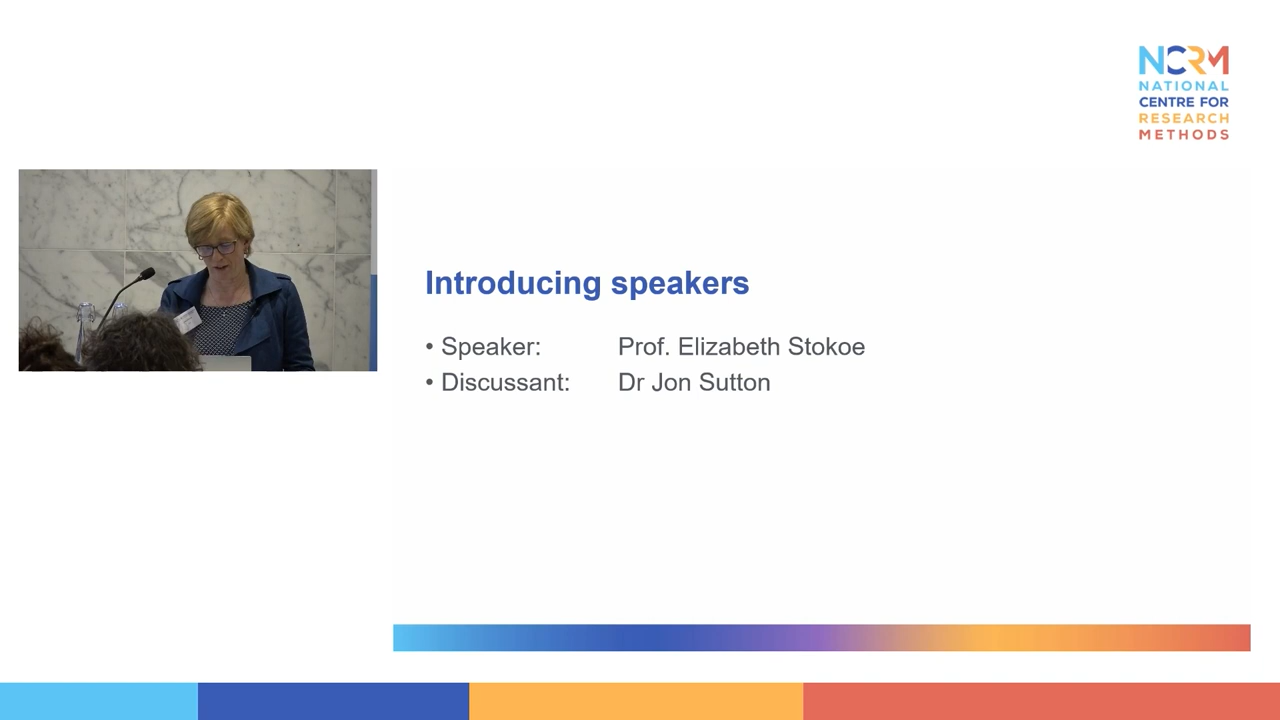 NCRM
NATIONAL
CENTRE FOR
RESEARCH
METHODS
Introducing speakers
• Speaker: Prof. Elizabeth Stokoe
• Discussant: Dr Jon Sutton